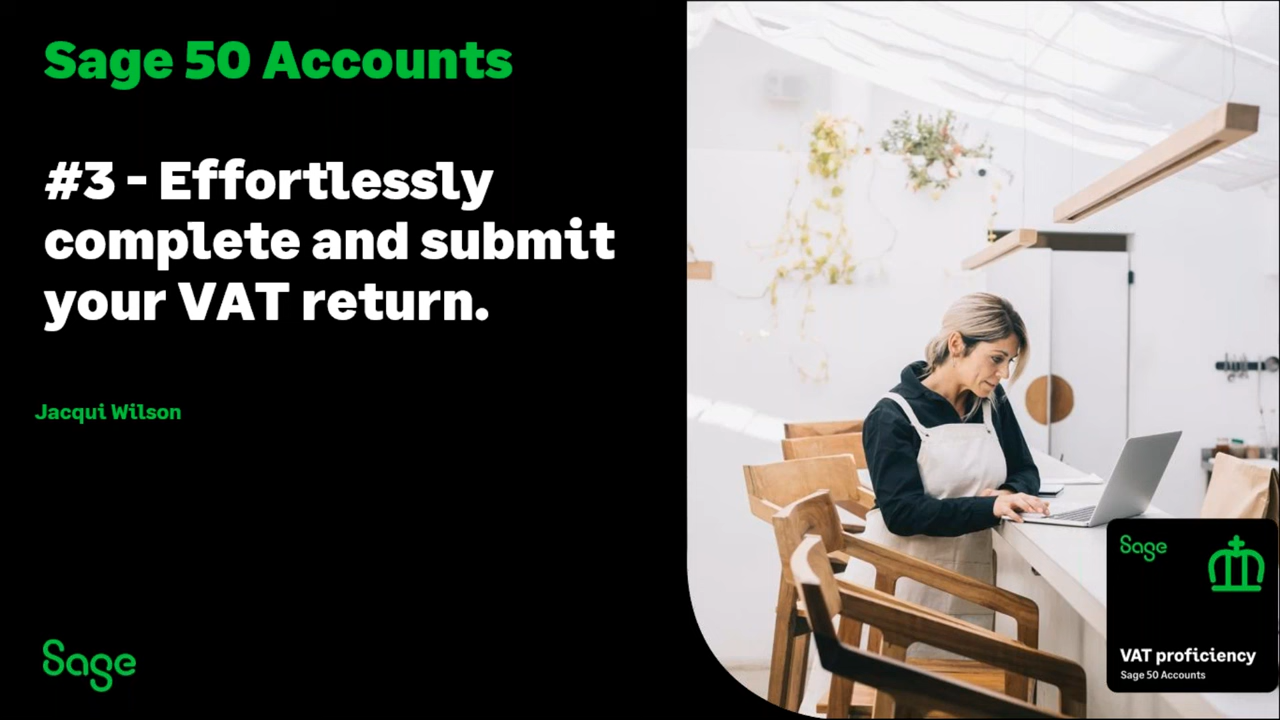 Sage 50 Accounts
#3 - Effortlessly
complete and submit
your VAT return.
Jacqui Wilson
Sage
Sage
VAT proficiency
Sage 50 Accounts